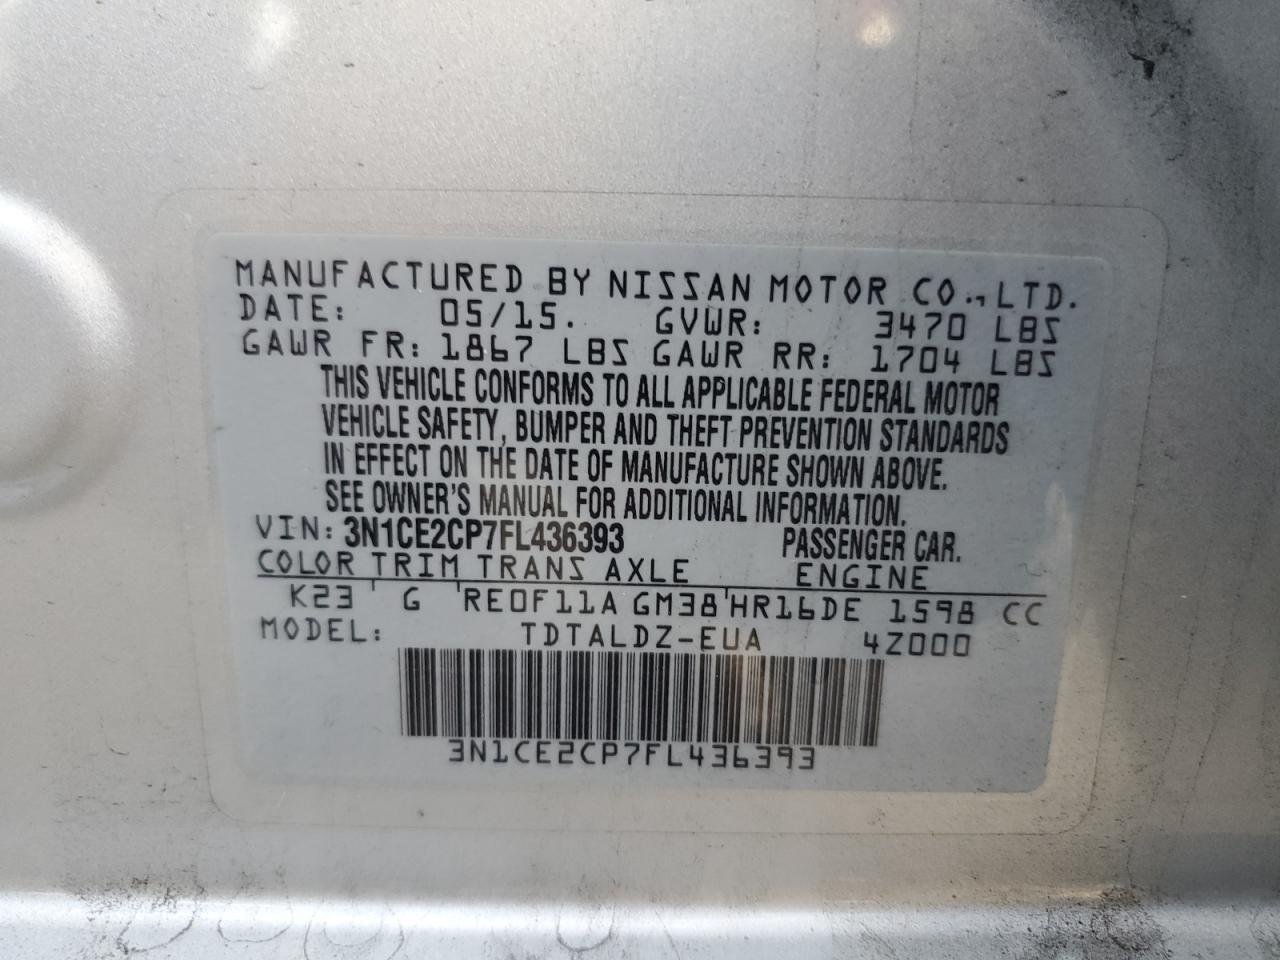 MANUFACTURED BY NISSAN MOTOR CO., LTD.
DATE: 05/15. GVWR: 3470 LBS
GAWR FR: 1867 LBS GAWR RR: 1704 LBS
THIS VEHICLE CONFORMS TO ALL APPLICABLE FEDERAL MOTOR
VEHICLE SAFETY, BUMPER AND THEFT PREVENTION STANDARDS
IN EFFECT ON THE DATE OF MANUFACTURE SHOWN ABOVE.
SEE OWNER'S MANUAL FOR ADDITIONAL INFORMATION.
VIN: 3N1CE2CP7FL436393 PASSENGER CAR.
COLOR TRIM TRANS AXLE ENGINE
K23 G RE0F11A GM38 HR16DE 1598 CC
MODEL: TDTALDZ-EUA 4Z000
3N1CE2CP7FL436393